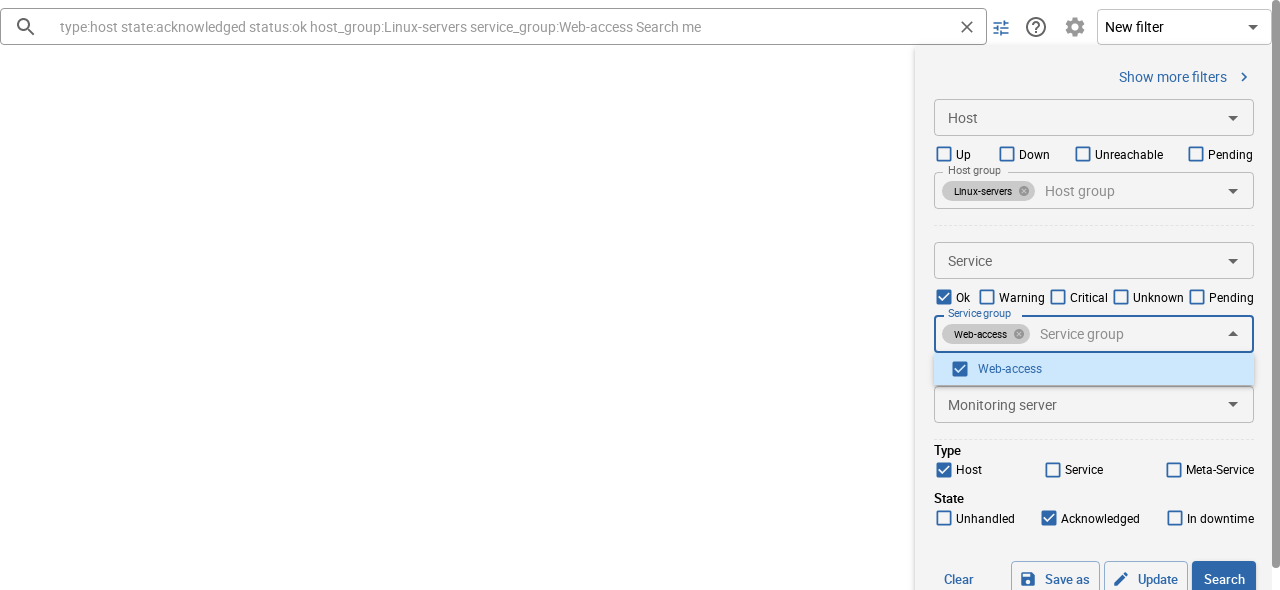 type:host state:acknowledged status:ok host_group:Linux-servers service_group:Web-access Search me
New filter
Show more filters
Host
Up Down Unreachable Pending
Host group
Linux-servers Host group
Service
Ok Warning Critical Unknown Pending
Service group
Web-access Service group
Web-access
Monitoring server
Type
Host Service Meta-Service
State
Unhandled Acknowledged In downtime
Clear Save as Update Search